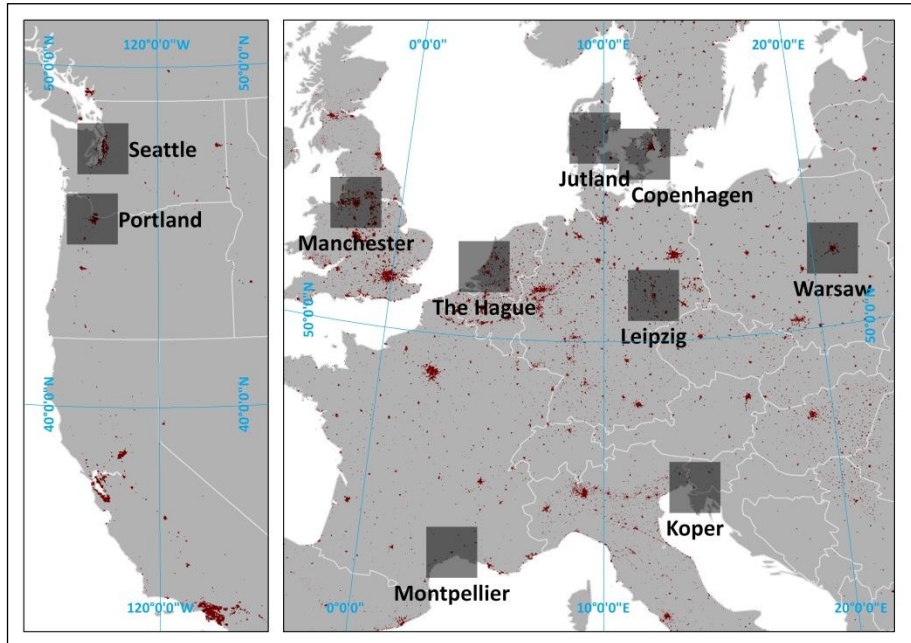 120°0'0"W
50°0'0"N
50°0'0"N
Seattle
Portland
40°0'0"N
40°0'0"N
120°0'0"W
0°0'0"
10°0'0"E
20°0'0"E
Jutland
Copenhagen
Manchester
The Hague
Warsaw
Leipzig
50°0'0"N
50°0'0"N
Koper
Montpellier
0°0'0"
10°0'0"E
20°0'0"E